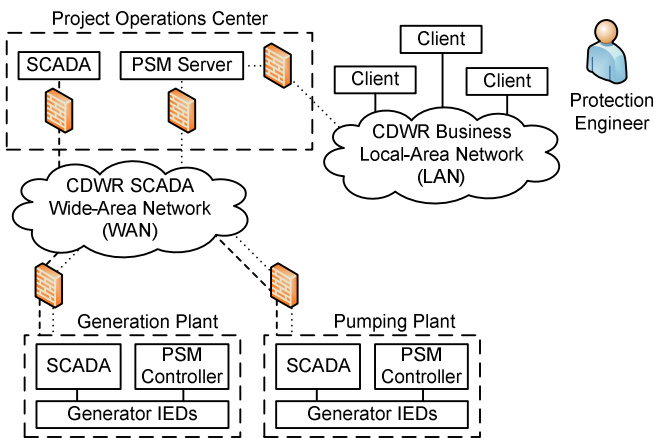 Project Operations Center
SCADA
PSM Server
Client
Client
Client
Protection
Engineer
CDWR Business
Local-Area Network
(LAN)
CDWR SCADA
Wide-Area Network
(WAN)
Generation Plant
SCADA
PSM
Controller
Generator IEDs
Pumping Plant
SCADA
PSM
Controller
Generator IEDs